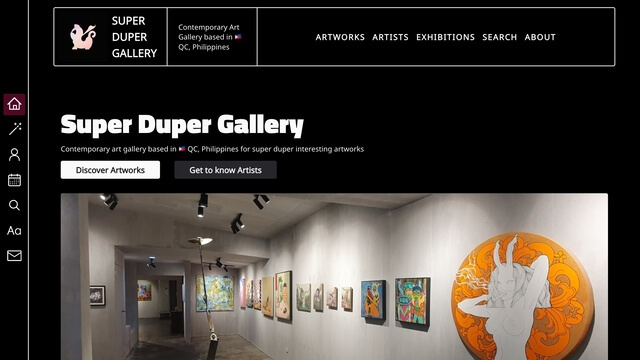 SUPER
DUPER
GALLERY
Contemporary Art
Gallery based in 🇵🇭
QC, Philippines
ARTWORKS ARTISTS EXHIBITIONS SEARCH ABOUT
Super Duper Gallery
Contemporary art gallery based in 🇵🇭 QC, Philippines for super duper interesting artworks
Discover Artworks Get to know Artists
Aa